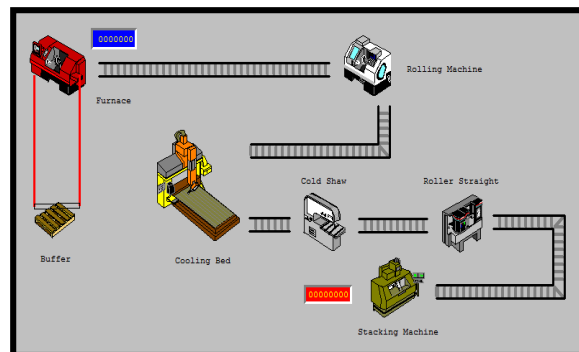 0000000
Rolling Machine
Furnace
Cold Shaw
Roller Straight
Buffer
Cooling Bed
00000000
Stacking Machine